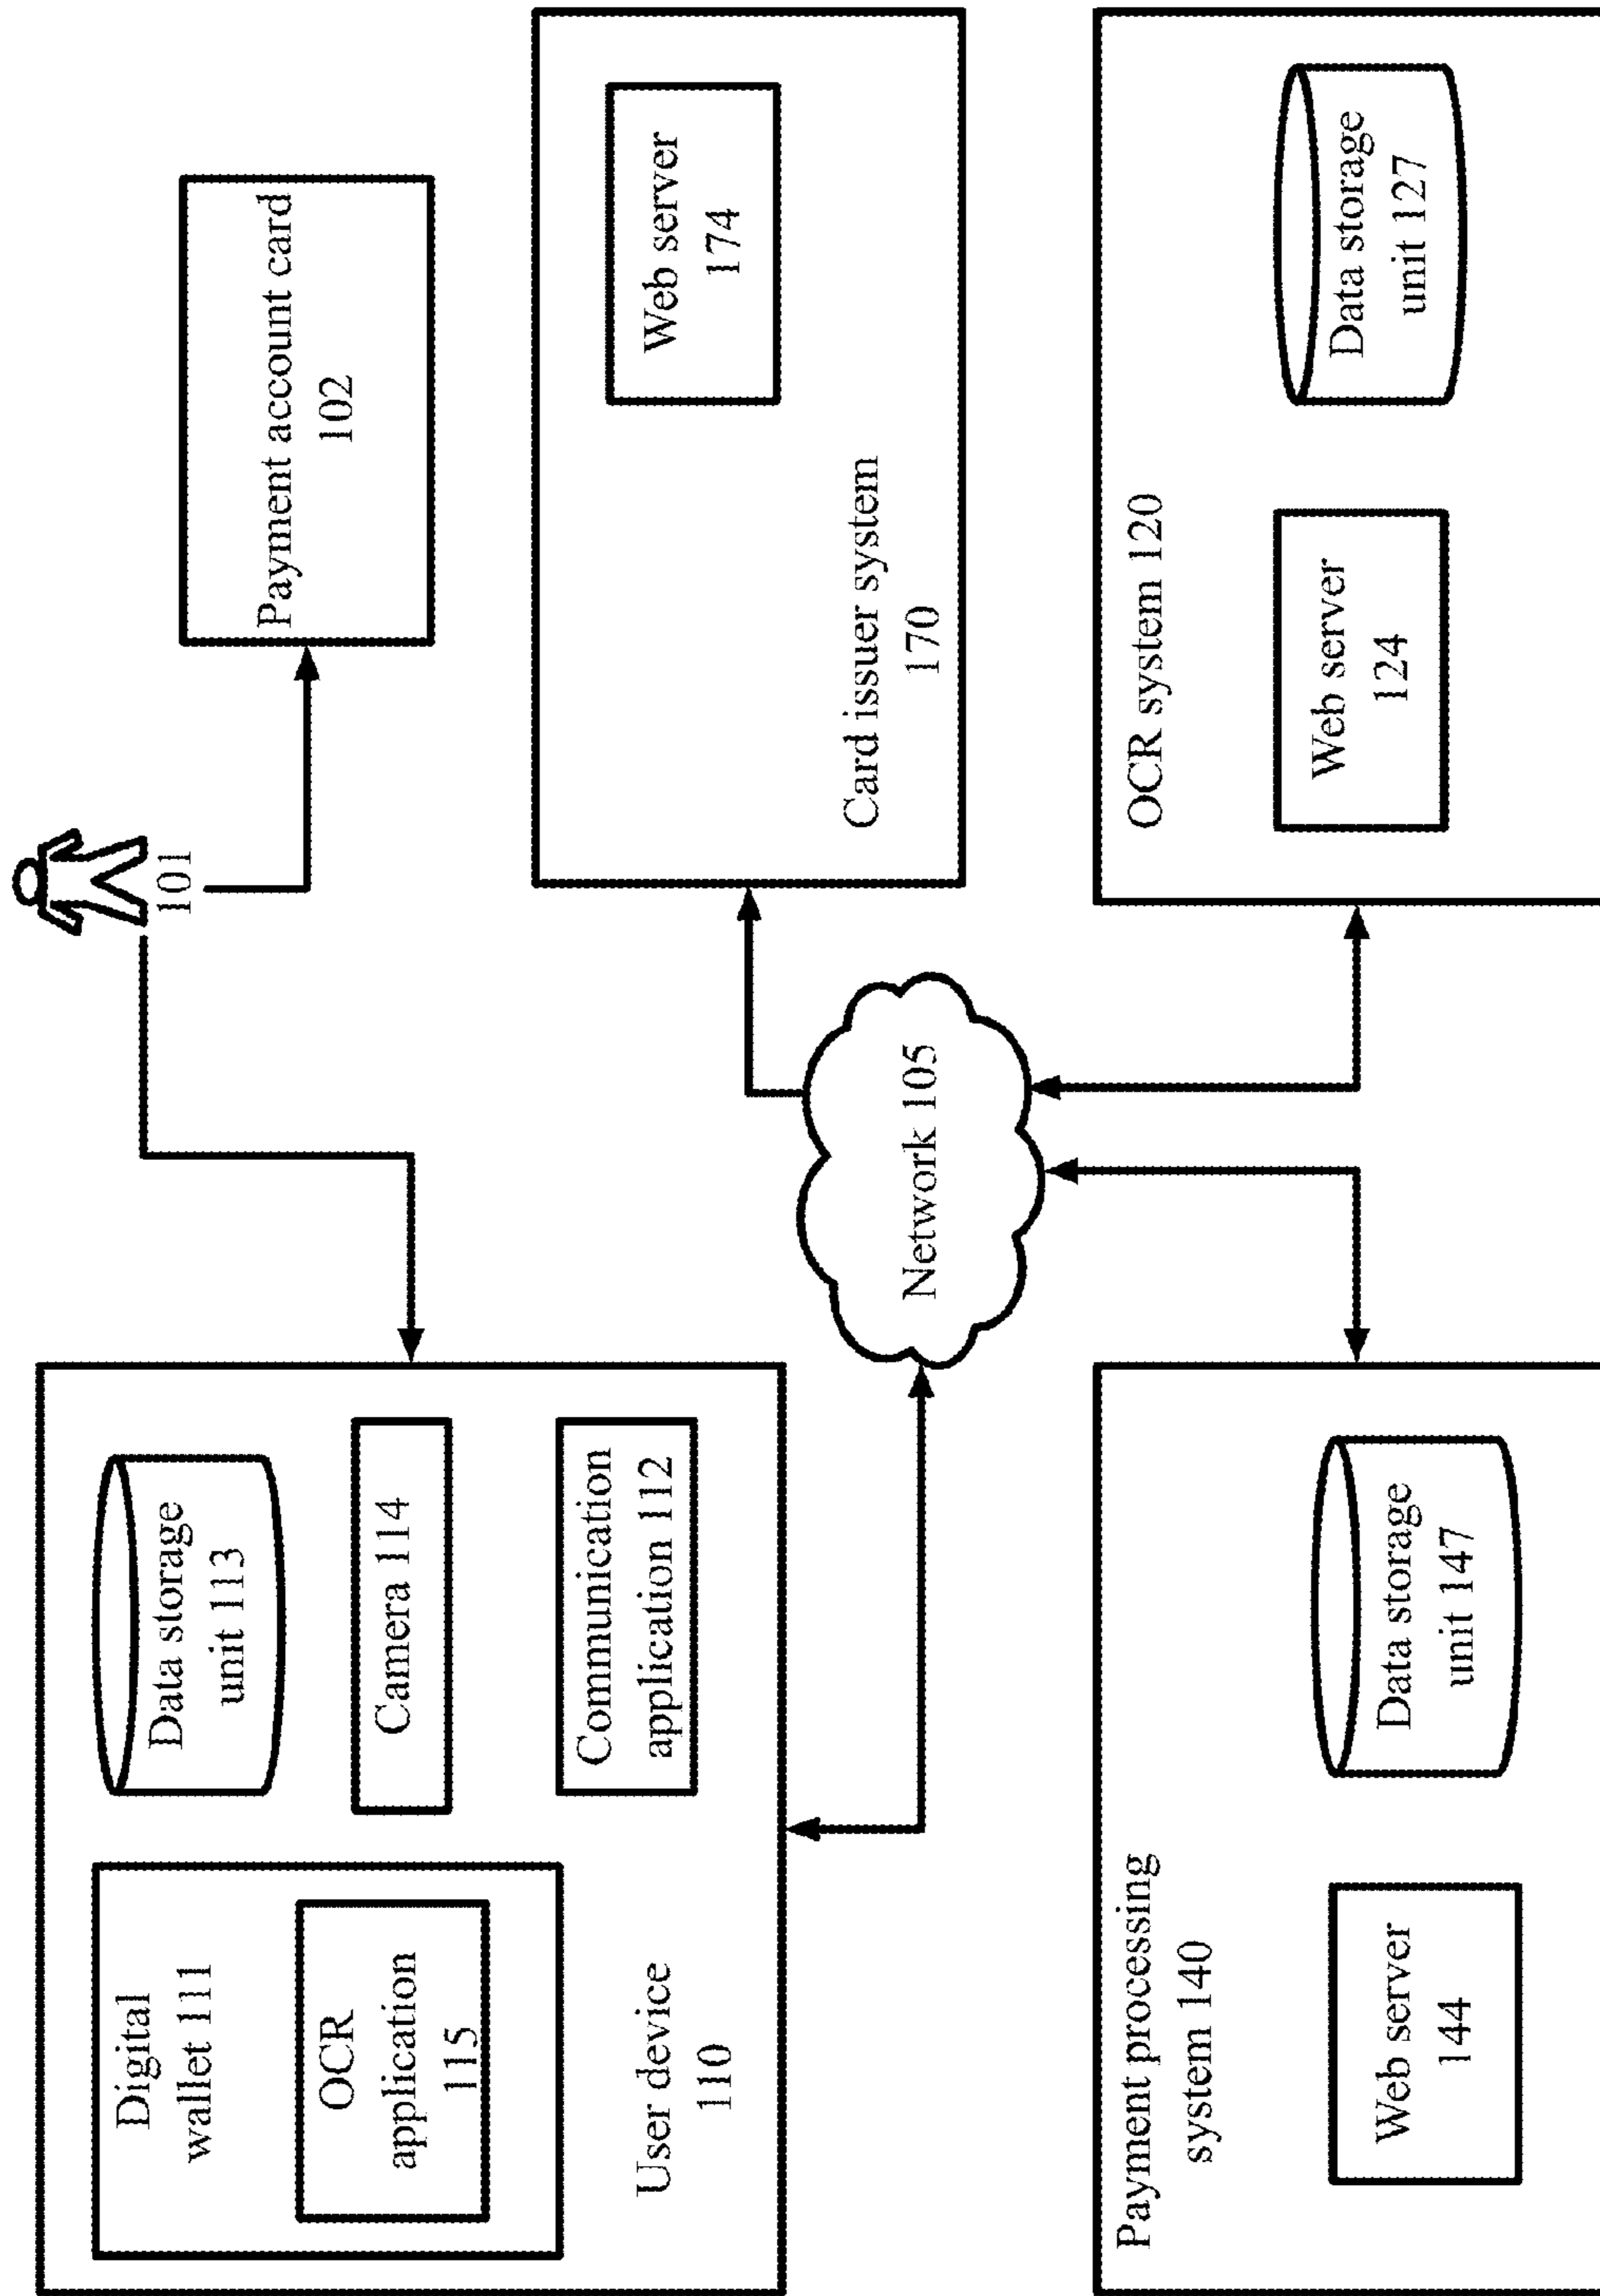 101
Payment account card
102
Digital
wallet 111
OCR
application
115
Data storage
unit 113
Camera 114
Communication
application 112
User device
110
Network 105
Web server
174
Card issuer system
170
Payment processing
system 140
Web server
144
Data storage
unit 147
OCR system 120
Web server
124
Data storage
unit 127